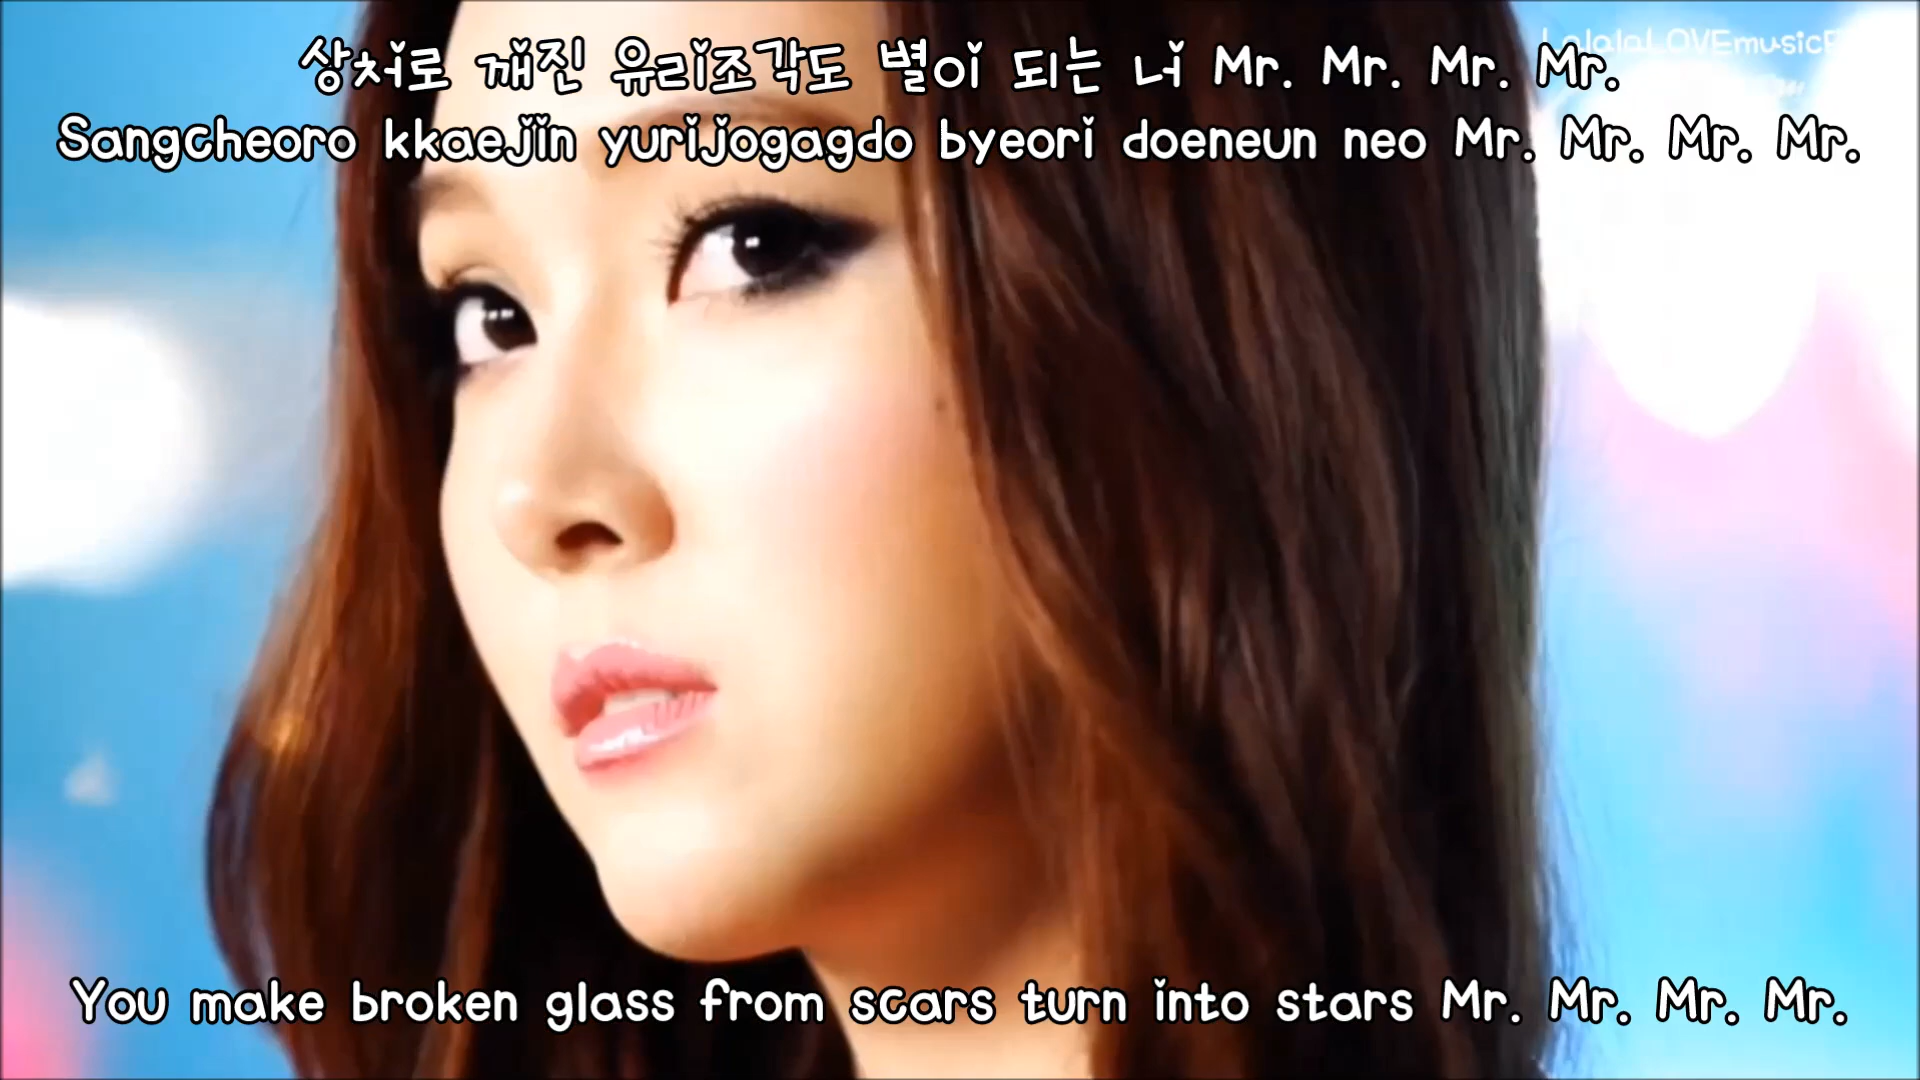 상처로 깨진 유리조각도 별이 되는 너 Mr. Mr. Mr. Mr.
Sangcheoro kkaejin yurijogagdo byeori doeneun neo Mr. Mr. Mr. Mr.
You make broken glass from scars turn into stars Mr. Mr. Mr. Mr.